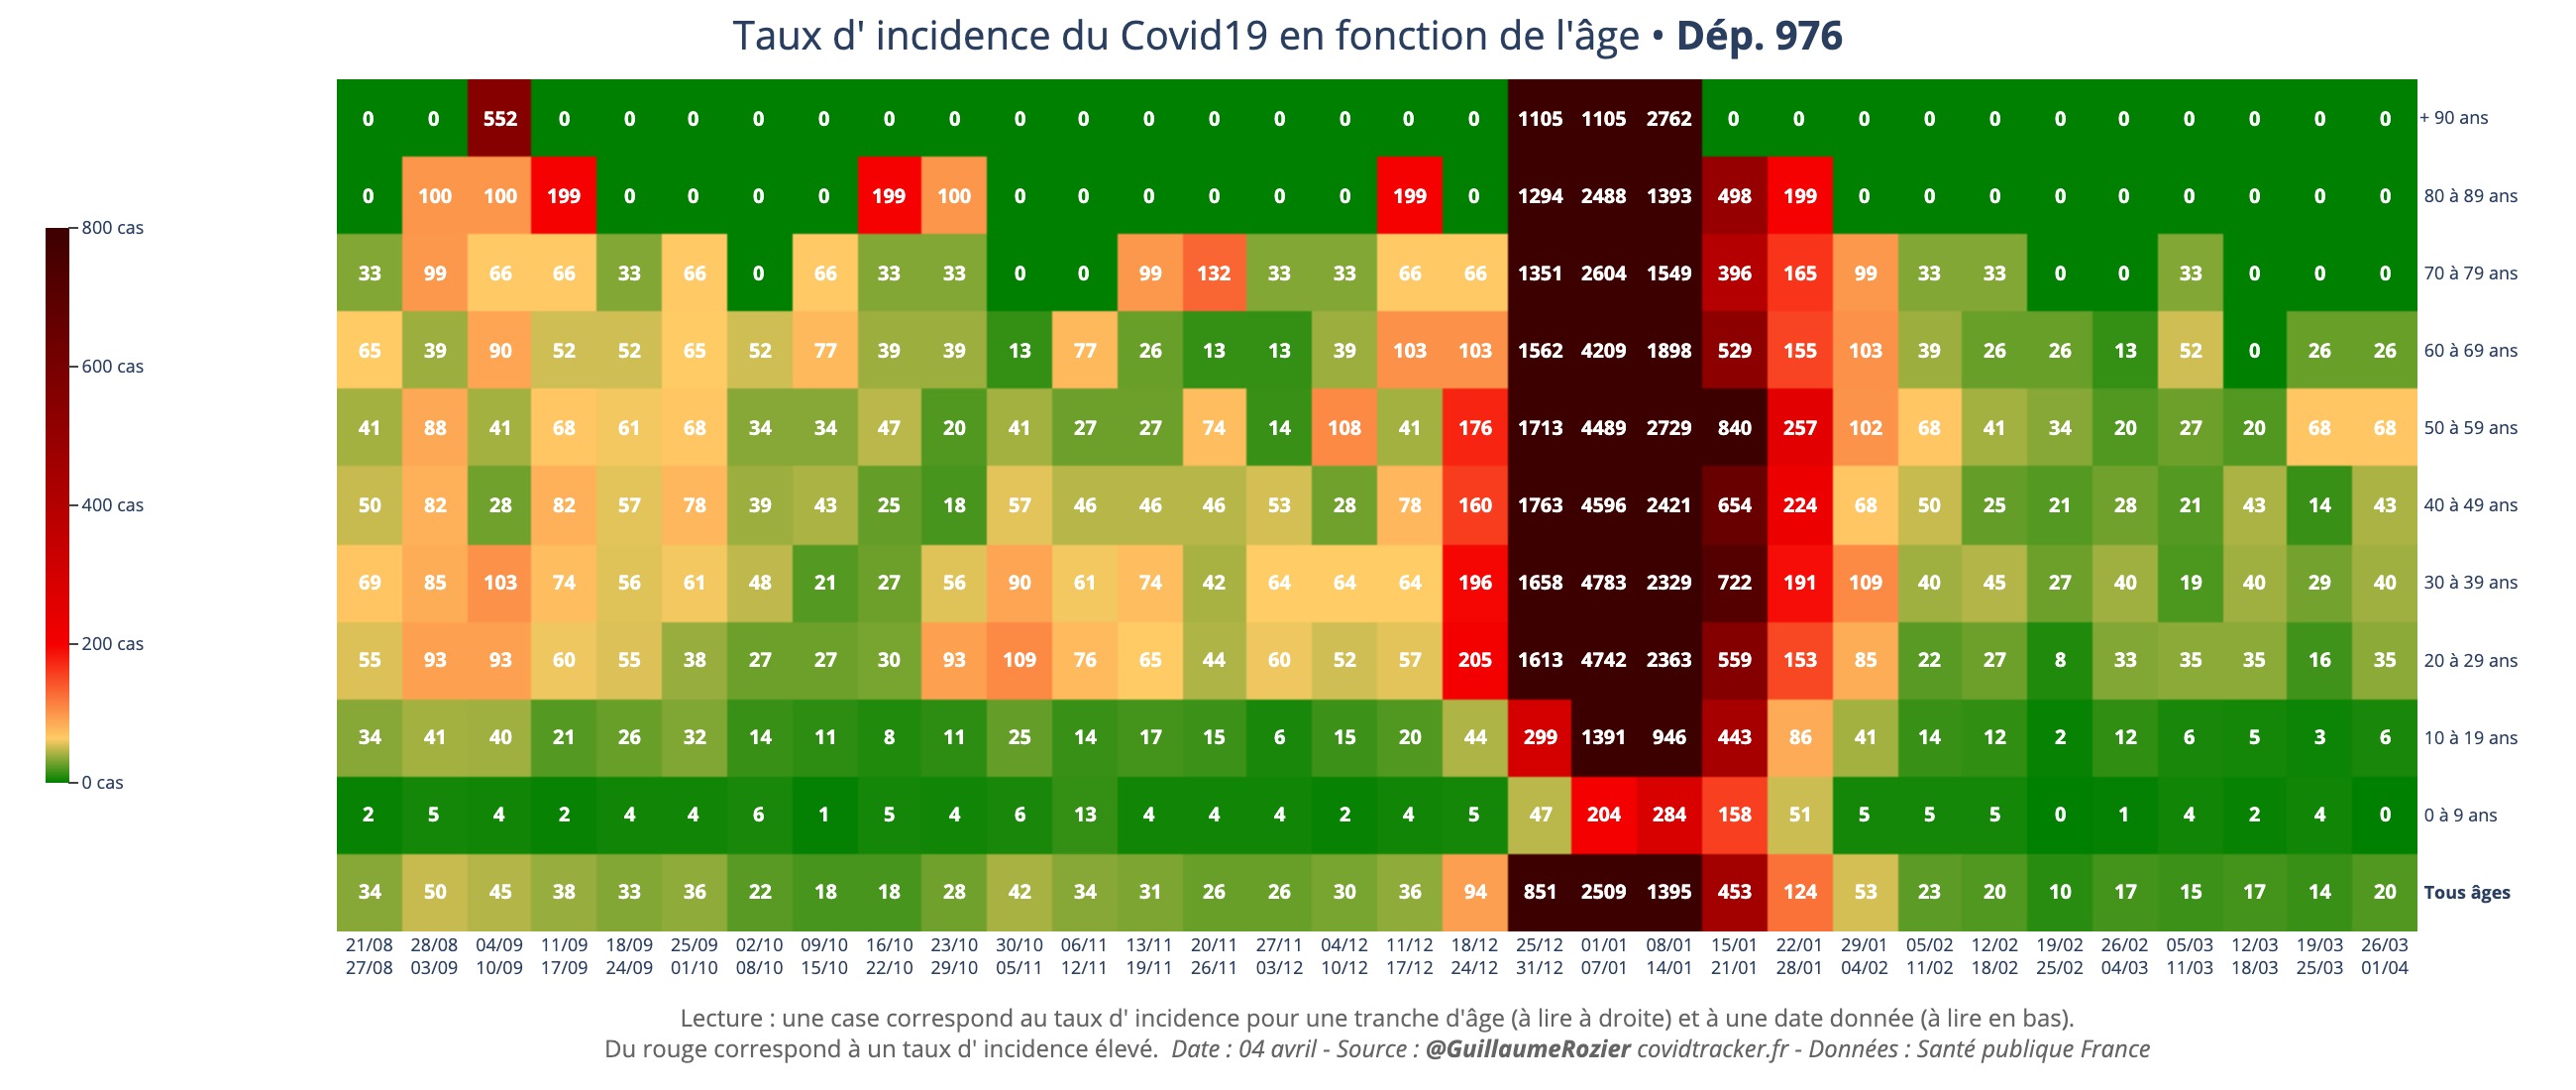 Taux d' incidence du Covid19 en fonction de l'âge • Dép. 976
0 0 552 0 0 0 0 0 0 0 0 0 0 0 0 0 0 0 1105 1105 2762 0 0 0 0 0 0 0 0 0 0 0 + 90 ans
0 100 100 199 0 0 0 0 199 100 0 0 0 0 0 0 199 0 1294 2488 1393 498 199 0 0 0 0 0 0 0 0 0 80 à 89 ans
800 cas
33 99 66 66 33 66 0 66 33 33 0 0 99 132 33 33 66 66 1351 2604 1549 396 165 99 33 33 0 0 33 0 0 0 70 à 79 ans
65 39 90 52 52 65 52 77 39 39 13 77 26 13 13 39 103 103 1562 4209 1898 529 155 103 39 26 26 13 52 0 26 26 60 à 69 ans
600 cas
41 88 41 68 61 68 34 34 47 20 41 27 27 74 14 108 41 176 1713 4489 2729 840 257 102 68 41 34 20 27 20 68 68 50 à 59 ans
400 cas
50 82 28 82 57 78 39 43 25 18 57 46 46 46 53 28 78 160 1763 4596 2421 654 224 68 50 25 21 28 21 43 14 43 40 à 49 ans
69 85 103 74 56 61 48 21 27 56 90 61 74 42 64 64 64 196 1658 4783 2329 722 191 109 40 45 27 40 19 40 29 40 30 à 39 ans
200 cas
55 93 93 60 55 38 27 27 30 93 109 76 65 44 60 52 57 205 1613 4742 2363 559 153 85 22 27 8 33 35 35 16 35 20 à 29 ans
34 41 40 21 26 32 14 11 8 11 25 14 17 15 6 15 20 44 299 1391 946 443 86 41 14 12 2 12 6 5 3 6 10 à 19 ans
0 cas
2 5 4 2 4 4 6 1 5 4 6 13 4 4 4 2 4 5 47 204 284 158 51 5 5 5 0 1 4 2 4 0 0 à 9 ans
34 50 45 38 33 36 22 18 18 28 42 34 31 26 26 30 36 94 851 2509 1395 453 124 53 23 20 10 17 15 17 14 20 Tous âges
21/08 28/08 04/09 11/09 18/09 25/09 02/10 09/10 16/10 23/10 30/10 06/11 13/11 20/11 27/11 04/12 11/12 18/12 25/12 01/01 08/01 15/01 22/01 29/01 05/02 12/02 19/02 26/02 05/03 12/03 19/03 26/03
27/08 03/09 10/09 17/09 24/09 01/10 08/10 15/10 22/10 29/10 05/11 12/11 19/11 26/11 03/12 10/12 17/12 24/12 31/12 07/01 14/01 21/01 28/01 04/02 11/02 18/02 25/02 04/03 11/03 18/03 25/03 01/04
Lecture : une case correspond au taux d' incidence pour une tranche d'âge (à lire à droite) et à une date donnée (à lire en bas).
Du rouge correspond à un taux d' incidence élevé. Date : 04 avril - Source : @GuillaumeRozier covidtracker.fr - Données : Santé publique France